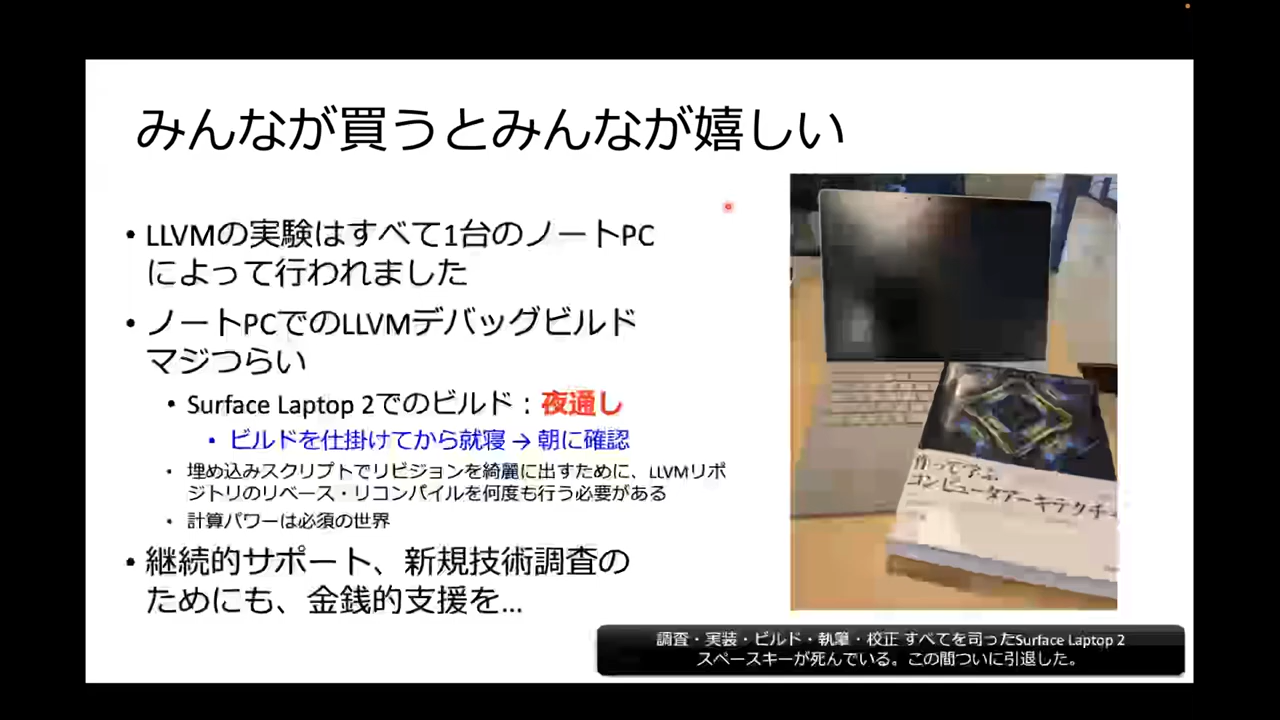 みんなが買うとみんなが嬉しい
• LLVMの実験はすべて1台のノートPC
によって行われました
• ノートPCでのLLVMデバッグビルド
マジつらい
• Surface Laptop 2でのビルド：夜通し
• ビルドを仕掛けてから就寝 → 朝に確認
• 埋め込みスクリプトでリビジョンを綺麗に出すために、LLVMリポ
ジトリのリベース・リコンパイルを何度も行う必要がある
• 計算パワーは必須の世界
• 継続的サポート、新規技術調査の
ためにも、金銭的支援を…
作って学ぶ
コンピュータアーキテクチャ
調査・実装・ビルド・執筆・校正 すべてを司ったSurface Laptop 2
スペースキーが死んでいる。この間ついに引退した。